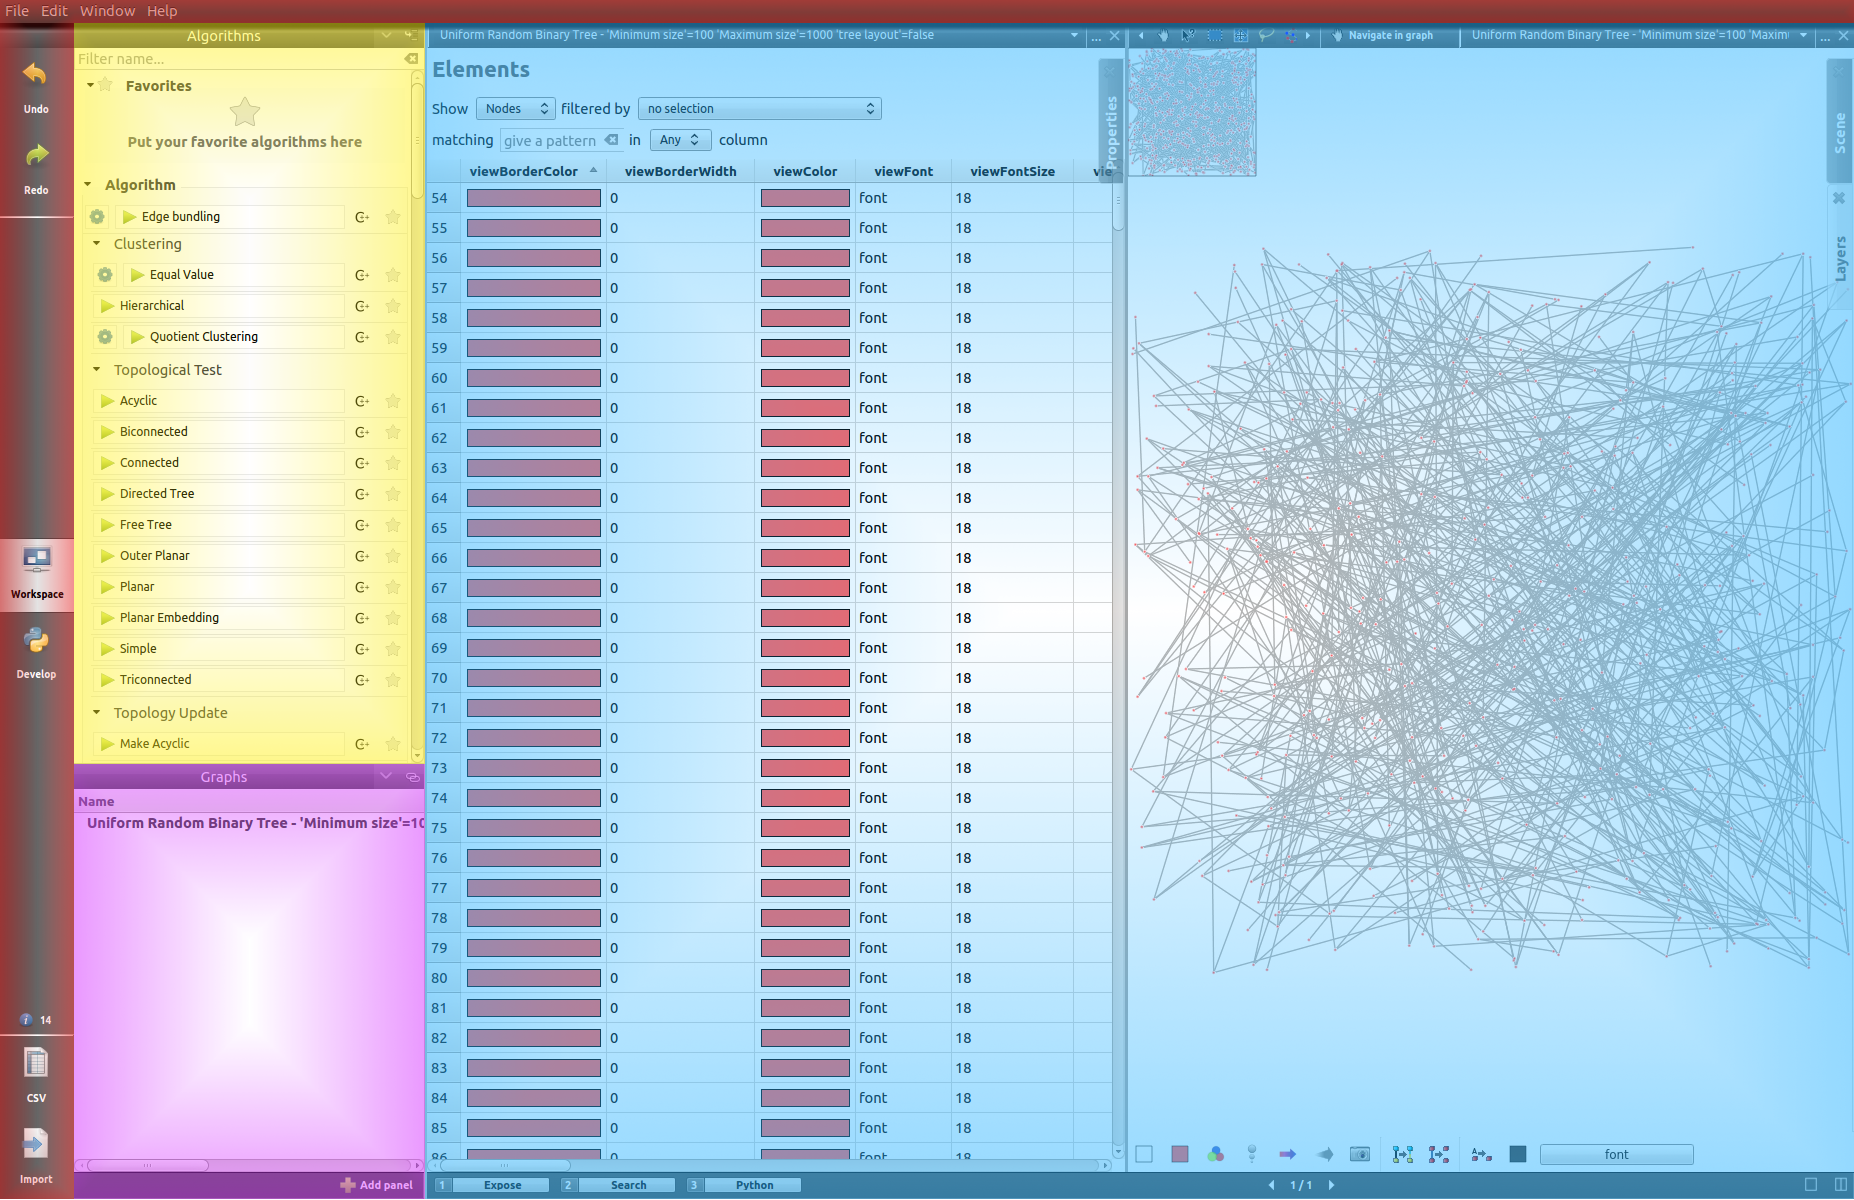 File Edit Window Help
Undo
Redo
Workspace
Develop
14
CSV
Import
Algorithms
Filter name...
Favorites
Put your favorite algorithms here
Algorithm
Edge bundling
Clustering
Equal Value
Hierarchical
Quotient Clustering
Topological Test
Acyclic
Biconnected
Connected
Directed Tree
Free Tree
Outer Planar
Planar
Planar Embedding
Simple
Triconnected
Topology Update
Make Acyclic
Graphs
Name
Uniform Random Binary Tree - 'Minimum size'=10
Add panel
Uniform Random Binary Tree - 'Minimum size'=100 'Maximum size'=1000 'tree layout'=false
...
Elements
Show Nodes filtered by no selection
matching give a pattern in Any column
Properties
viewBorderColor viewBorderWidth viewColor viewFont viewFontSize vie
54 0 font 18
55 0 font 18
56 0 font 18
57 0 font 18
58 0 font 18
59 0 font 18
60 0 font 18
61 0 font 18
62 0 font 18
63 0 font 18
64 0 font 18
65 0 font 18
66 0 font 18
67 0 font 18
68 0 font 18
69 0 font 18
70 0 font 18
71 0 font 18
72 0 font 18
73 0 font 18
74 0 font 18
75 0 font 18
76 0 font 18
77 0 font 18
78 0 font 18
79 0 font 18
80 0 font 18
81 0 font 18
82 0 font 18
83 0 font 18
84 0 font 18
85 0 font 18
86 0 font 18
1 Expose 2 Search 3 Python
Navigate in graph
Uniform Random Binary Tree - 'Minimum size'=100 'Maxim
...
Scene
Layers
font
1 / 1